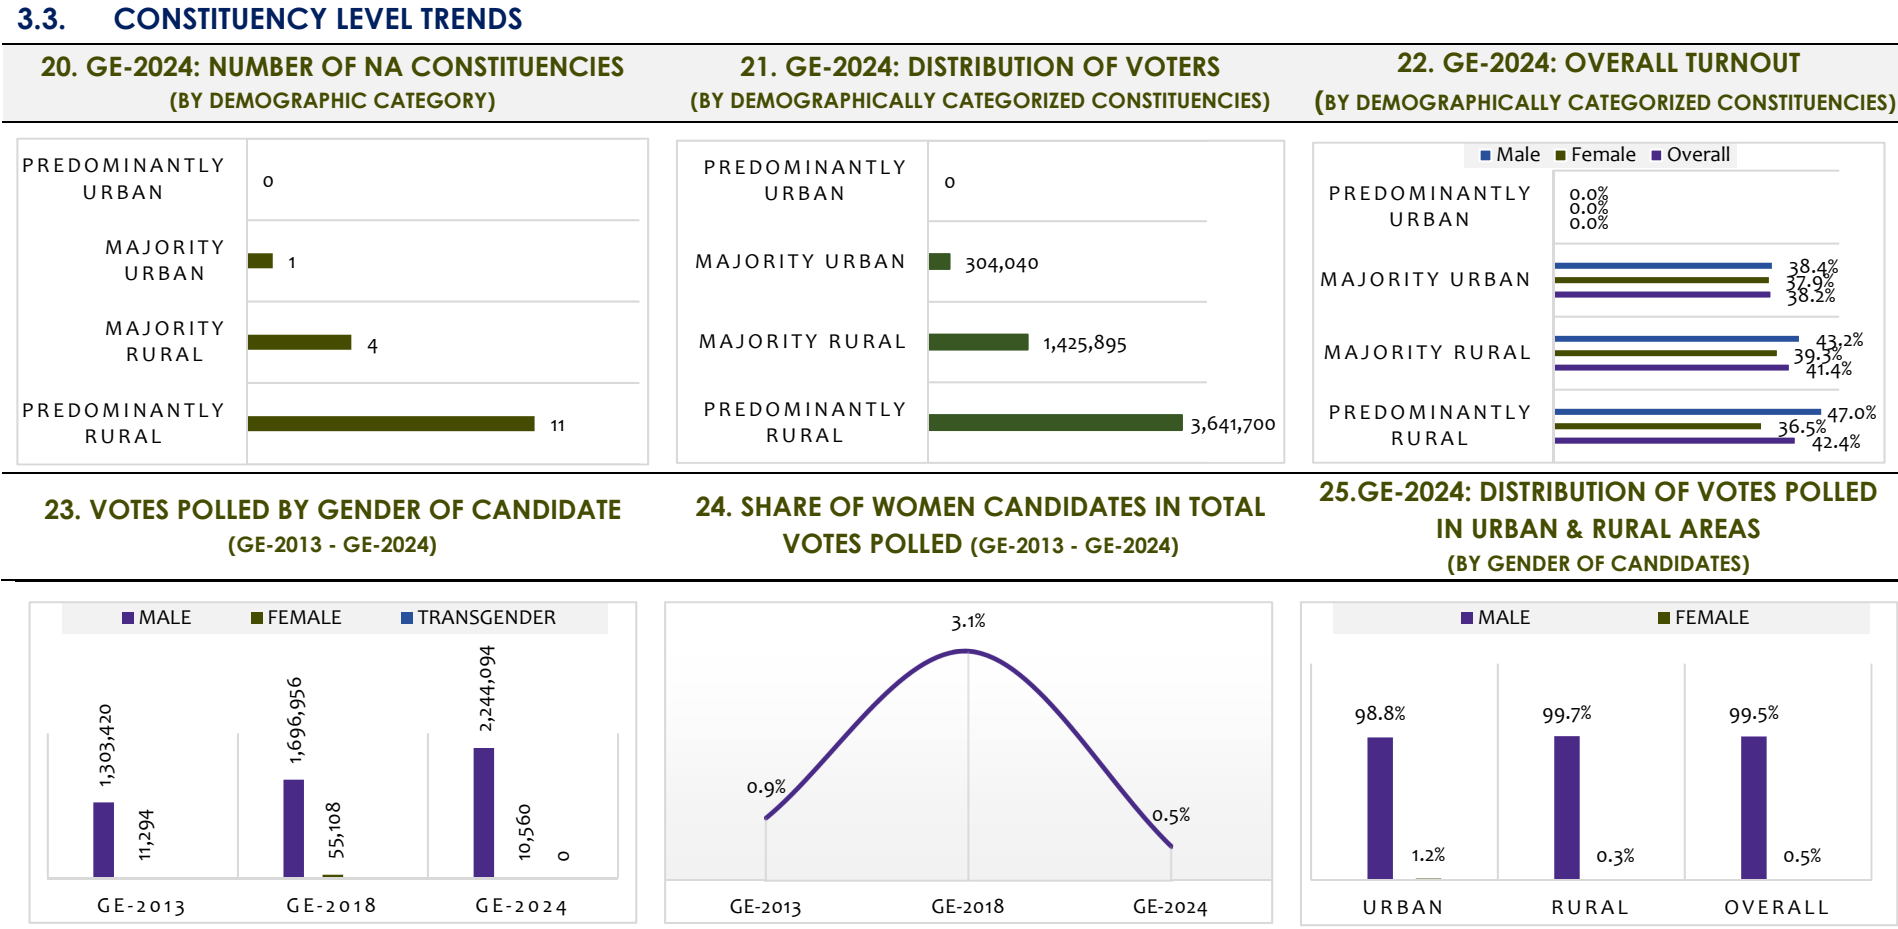 3.3. CONSTITUENCY LEVEL TRENDS
20. GE-2024: NUMBER OF NA CONSTITUENCIES
(BY DEMOGRAPHIC CATEGORY)
PREDOMINANTLY
URBAN
0
MAJORITY
URBAN
1
MAJORITY
RURAL
4
PREDOMINANTLY
RURAL
11
21. GE-2024: DISTRIBUTION OF VOTERS
(BY DEMOGRAPHICALLY CATEGORIZED CONSTITUENCIES)
PREDOMINANTLY
URBAN
0
MAJORITY URBAN
304,040
MAJORITY RURAL
1,425,895
PREDOMINANTLY
RURAL
3,641,700
22. GE-2024: OVERALL TURNOUT
(BY DEMOGRAPHICALLY CATEGORIZED CONSTITUENCIES)
Male Female Overall
PREDOMINANTLY
URBAN
0.0%
0.0%
0.0%
MAJORITY URBAN
38.4%
37.9%
38.2%
MAJORITY RURAL
43.2%
39.3%
41.4%
PREDOMINANTLY
RURAL
47.0%
36.5%
42.4%
23. VOTES POLLED BY GENDER OF CANDIDATE
(GE-2013 - GE-2024)
MALE FEMALE TRANSGENDER
1,303,420
11,294
1,696,956
55,108
2,244,094
10,560
0
GE-2013 GE-2018 GE-2024
24. SHARE OF WOMEN CANDIDATES IN TOTAL
VOTES POLLED (GE-2013 - GE-2024)
0.9%
3.1%
0.5%
GE-2013 GE-2018 GE-2024
25.GE-2024: DISTRIBUTION OF VOTES POLLED
IN URBAN & RURAL AREAS
(BY GENDER OF CANDIDATES)
MALE FEMALE
98.8%
1.2%
99.7%
0.3%
99.5%
0.5%
URBAN RURAL OVERALL